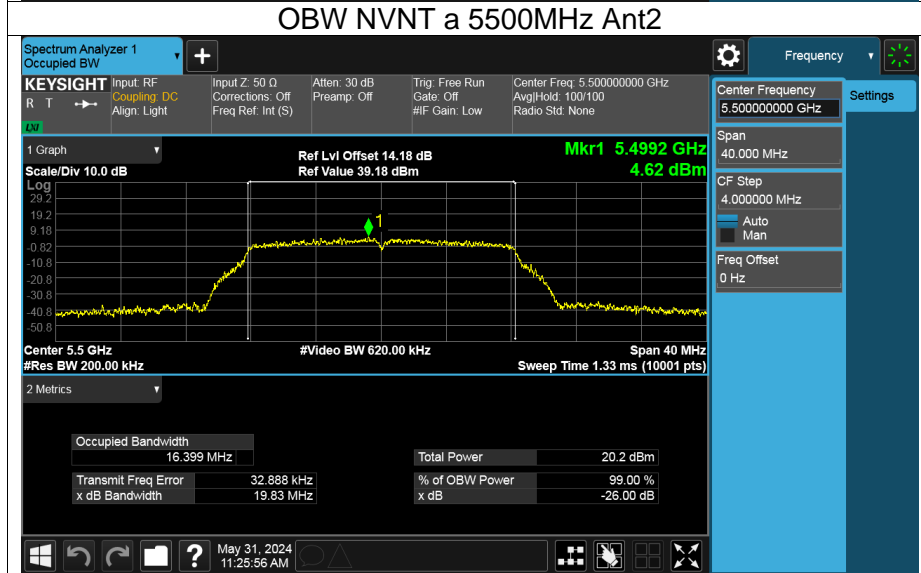 OBW NVNT a 5500MHz Ant2
Spectrum Analyzer 1
Occupied BW
+
Frequency
KEYSIGHT
R T
LXI
Input: RF
Coupling: DC
Align: Light
Input Z: 50 Ω
Corrections: Off
Freq Ref: Int (S)
Atten: 30 dB
Preamp: Off
Trig: Free Run
Gate: Off
#IF Gain: Low
Center Freq: 5.500000000 GHz
Avg|Hold: 100/100
Radio Std: None
Center Frequency
5.500000000 GHz
Settings
Span
40.000 MHz
CF Step
4.000000 MHz
Auto
Man
Freq Offset
0 Hz
1 Graph
Scale/Div 10.0 dB
Ref Lvl Offset 14.18 dB
Ref Value 39.18 dBm
Mkr1 5.4992 GHz
4.62 dBm
Log
29.2
19.2
9.18
-0.82
-10.8
-20.8
-30.8
-40.8
-50.8
1
Center 5.5 GHz
#Res BW 200.00 kHz
#Video BW 620.00 kHz
Span 40 MHz
Sweep Time 1.33 ms (10001 pts)
2 Metrics
Occupied Bandwidth
16.399 MHz
Total Power 20.2 dBm
Transmit Freq Error 32.888 kHz
% of OBW Power 99.00 %
x dB Bandwidth 19.83 MHz
x dB -26.00 dB
?
May 31, 2024
11:25:56 AM